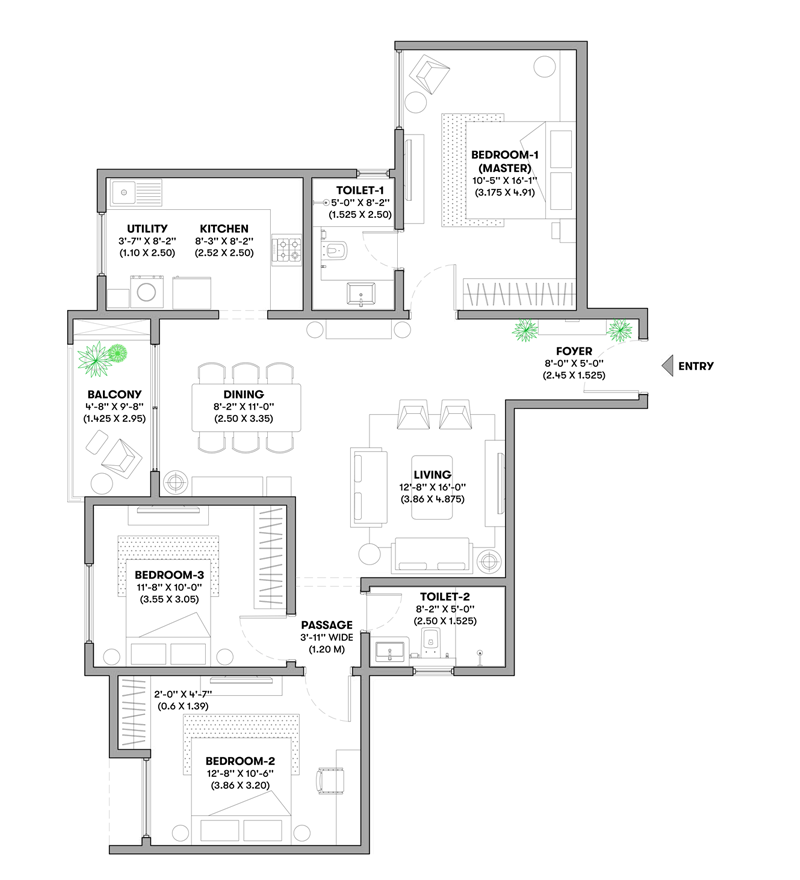 BEDROOM-1
(MASTER)
10'-5" X 16'-1"
(3.175 X 4.91)
TOILET-1
5'-0" X 8'-2"
(1.525 X 2.50)
UTILITY
3'-7" X 8'-2"
(1.10 X 2.50)
KITCHEN
8'-3" X 8'-2"
(2.52 X 2.50)
FOYER
8'-0" X 5'-0"
(2.45 X 1.525)
ENTRY
BALCONY
4'-8" X 9'-8"
(1.425 X 2.95)
DINING
8'-2" X 11'-0"
(2.50 X 3.35)
LIVING
12'-8" X 16'-0"
(3.86 X 4.875)
BEDROOM-3
11'-8" X 10'-0"
(3.55 X 3.05)
TOILET-2
8'-2" X 5'-0"
(2.50 X 1.525)
PASSAGE
3'-11" WIDE
(1.20 M)
2'-0" X 4'-7"
(0.6 X 1.39)
BEDROOM-2
12'-8" X 10'-6"
(3.86 X 3.20)